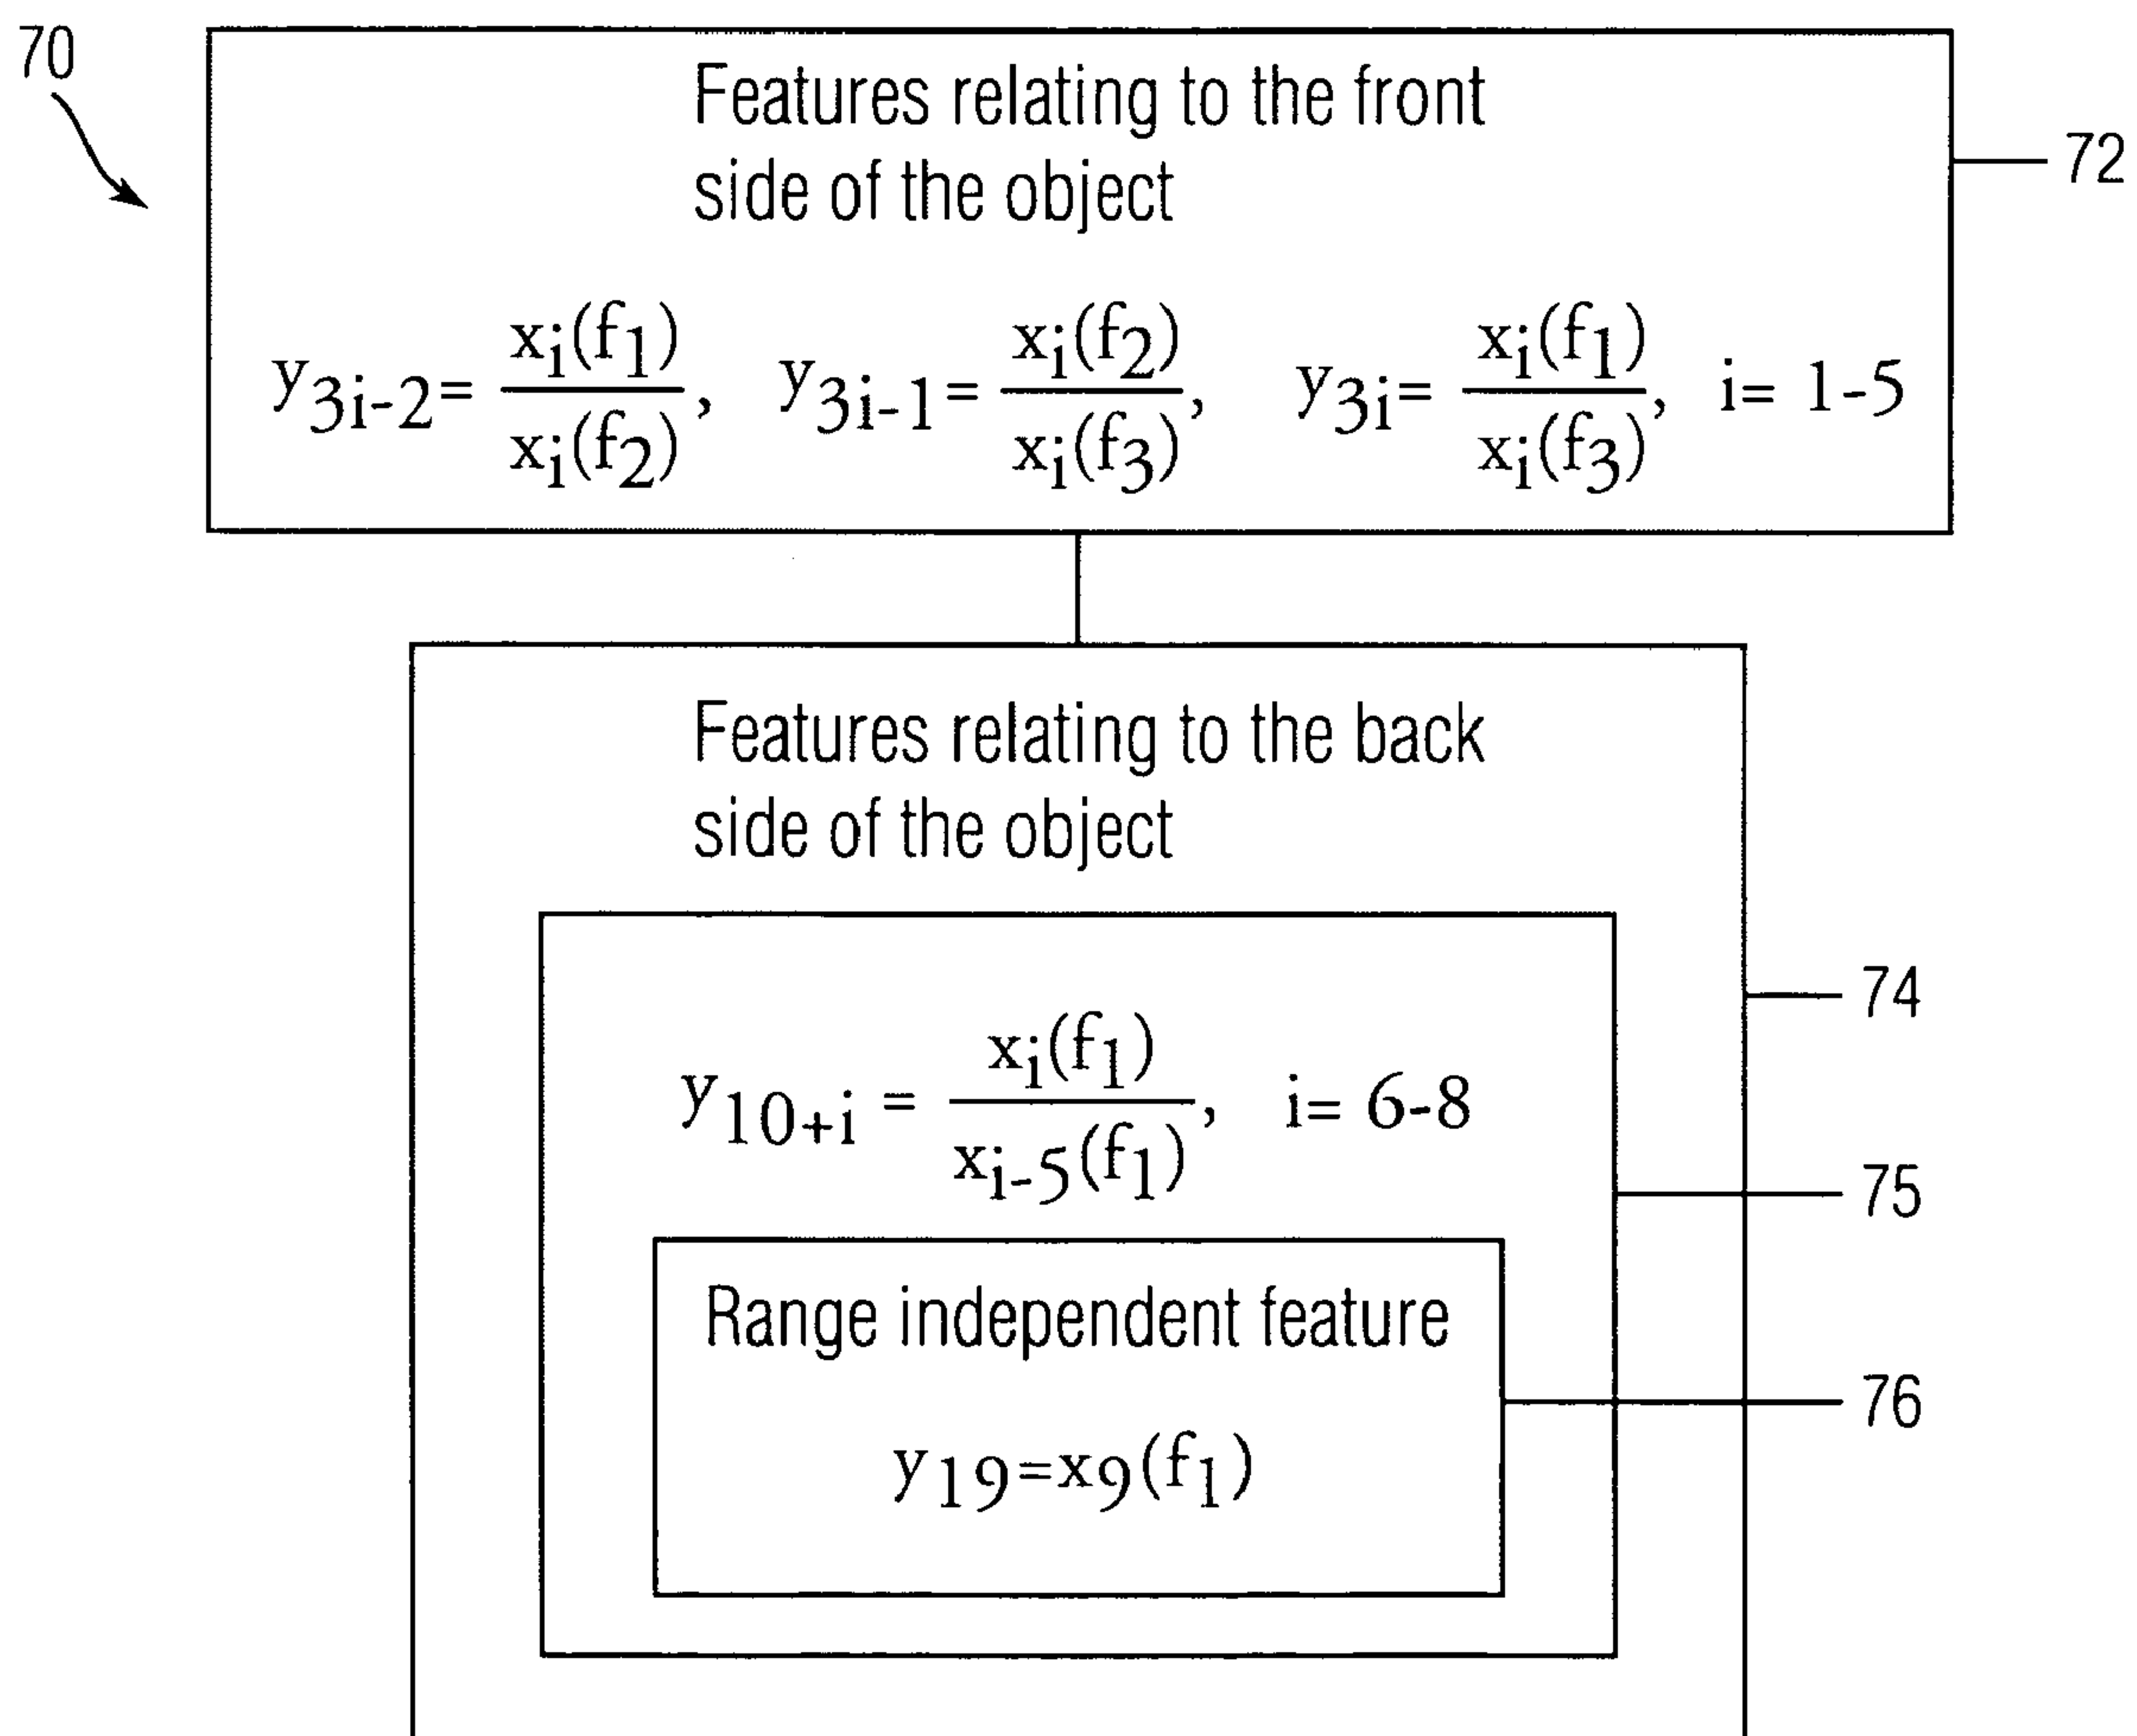 70
Features relating to the front
side of the object
72
y3i-2= xi(f1)/xi(f2), y3i-1= xi(f2)/xi(f3), y3i= xi(f1)/xi(f3), i= 1-5
Features relating to the back
side of the object
74
y10+i = xi(f1)/xi-5(f1), i= 6-8
75
Range independent feature
76
y19=x9(f1)